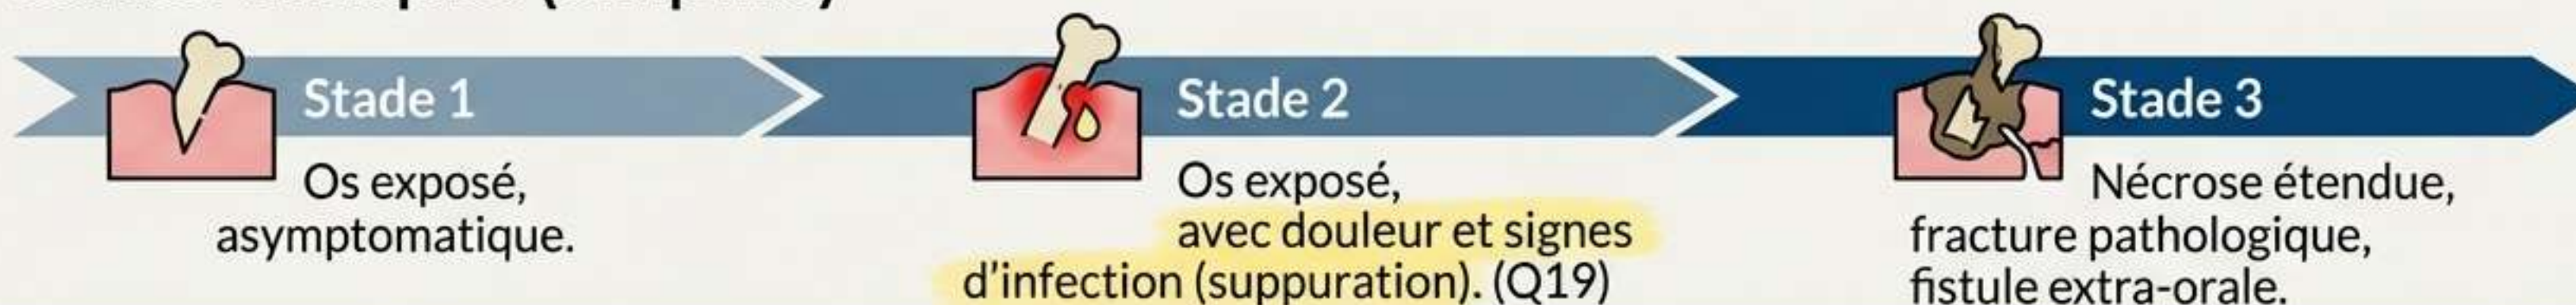 Stade 1
Os exposé,
asymptomatique.
Stade 2
Os exposé,
avec douleur et signes
d'infection (suppuration). (Q19)
Stade 3
Nécrose étendue,
fracture pathologique,
fistule extra-orale.